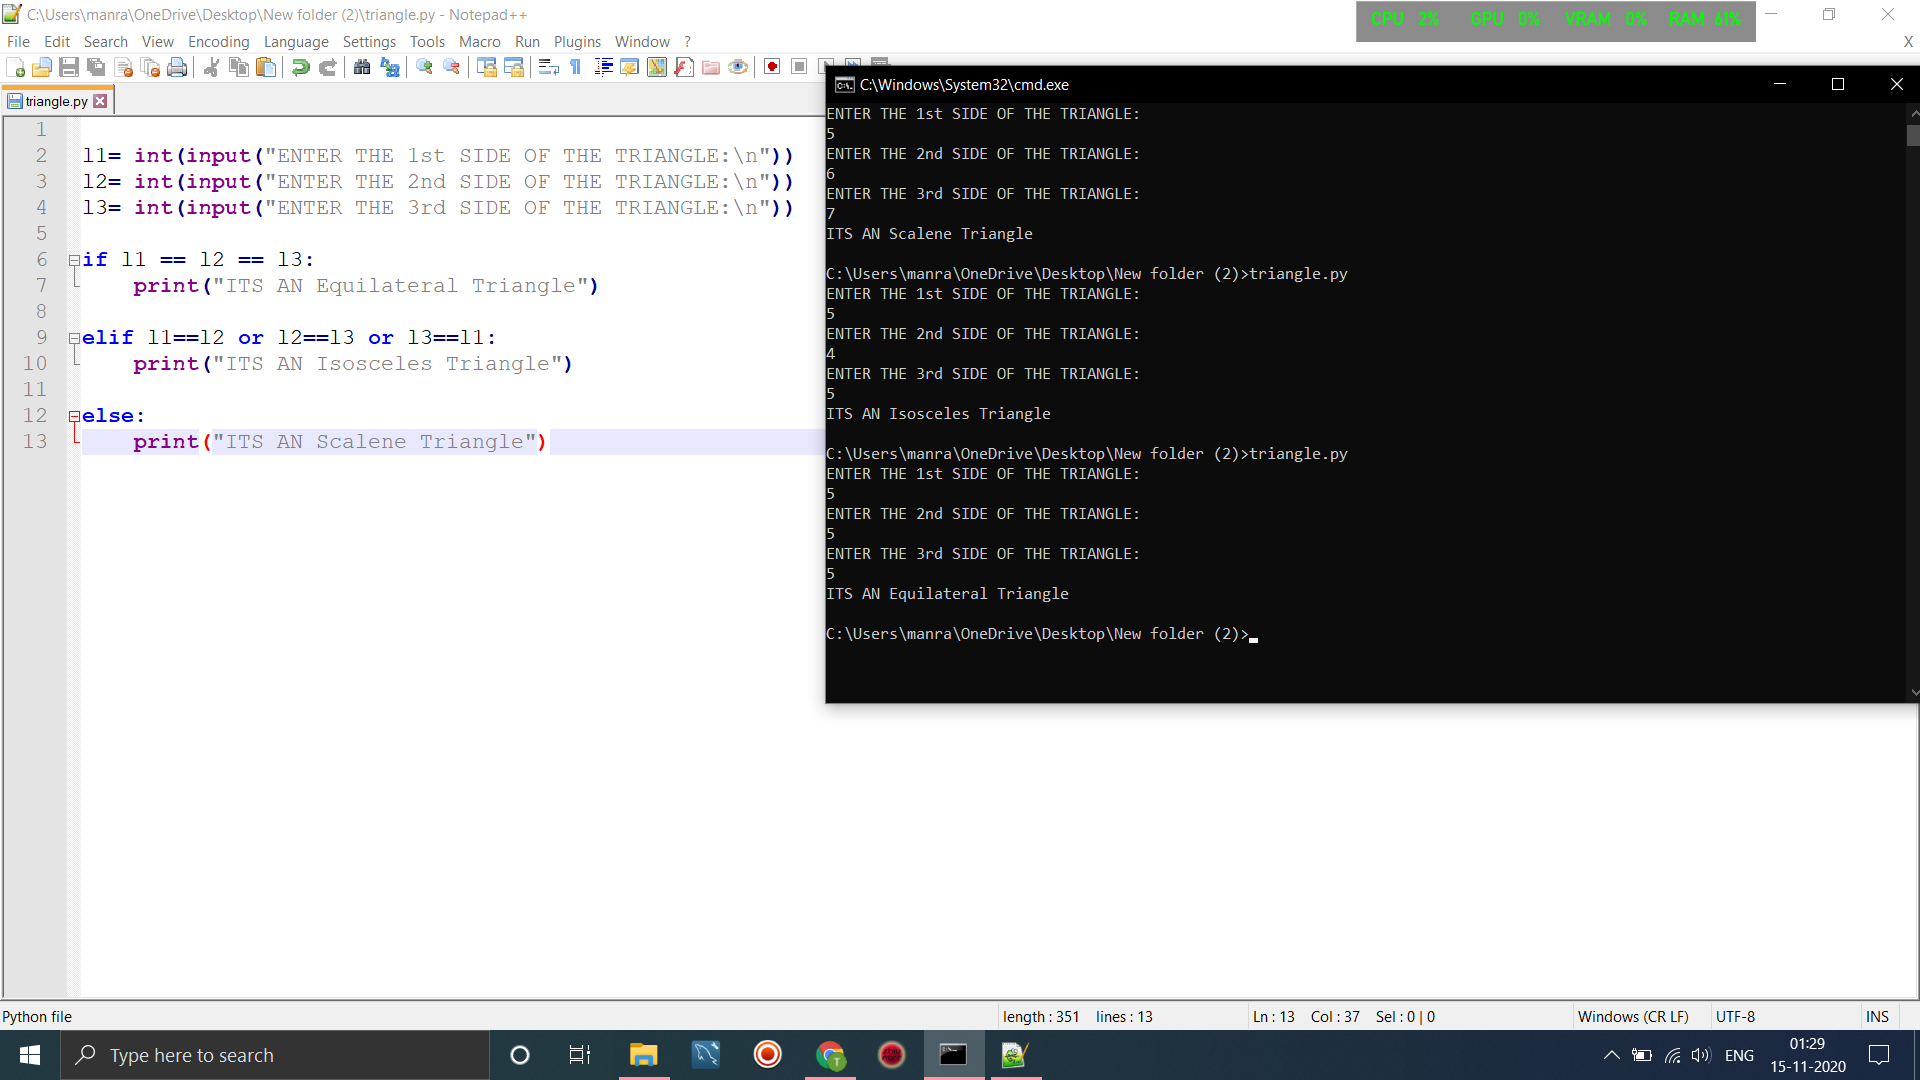 C:\Users\manra\OneDrive\Desktop\New folder (2)\triangle.py - Notepad++
CPU 2% GPU 0% VRAM 0% RAM 61%
File Edit Search View Encoding Language Settings Tools Macro Run Plugins Window ? X
triangle.py
1
2 l1= int(input("ENTER THE 1st SIDE OF THE TRIANGLE:\n"))
3 l2= int(input("ENTER THE 2nd SIDE OF THE TRIANGLE:\n"))
4 l3= int(input("ENTER THE 3rd SIDE OF THE TRIANGLE:\n"))
5
6 if l1 == l2 == l3:
7 print("ITS AN Equilateral Triangle")
8
9 elif l1==l2 or l2==l3 or l3==l1:
10 print("ITS AN Isosceles Triangle")
11
12 else:
13 print("ITS AN Scalene Triangle")
C:\Windows\System32\cmd.exe
ENTER THE 1st SIDE OF THE TRIANGLE:
5
ENTER THE 2nd SIDE OF THE TRIANGLE:
6
ENTER THE 3rd SIDE OF THE TRIANGLE:
7
ITS AN Scalene Triangle
C:\Users\manra\OneDrive\Desktop\New folder (2)>triangle.py
ENTER THE 1st SIDE OF THE TRIANGLE:
5
ENTER THE 2nd SIDE OF THE TRIANGLE:
4
ENTER THE 3rd SIDE OF THE TRIANGLE:
5
ITS AN Isosceles Triangle
C:\Users\manra\OneDrive\Desktop\New folder (2)>triangle.py
ENTER THE 1st SIDE OF THE TRIANGLE:
5
ENTER THE 2nd SIDE OF THE TRIANGLE:
5
ENTER THE 3rd SIDE OF THE TRIANGLE:
5
ITS AN Equilateral Triangle
C:\Users\manra\OneDrive\Desktop\New folder (2)>
Python file length : 351 lines : 13 Ln : 13 Col : 37 Sel : 0 | 0 Windows (CR LF) UTF-8 INS
Type here to search
ENG
01:29
15-11-2020